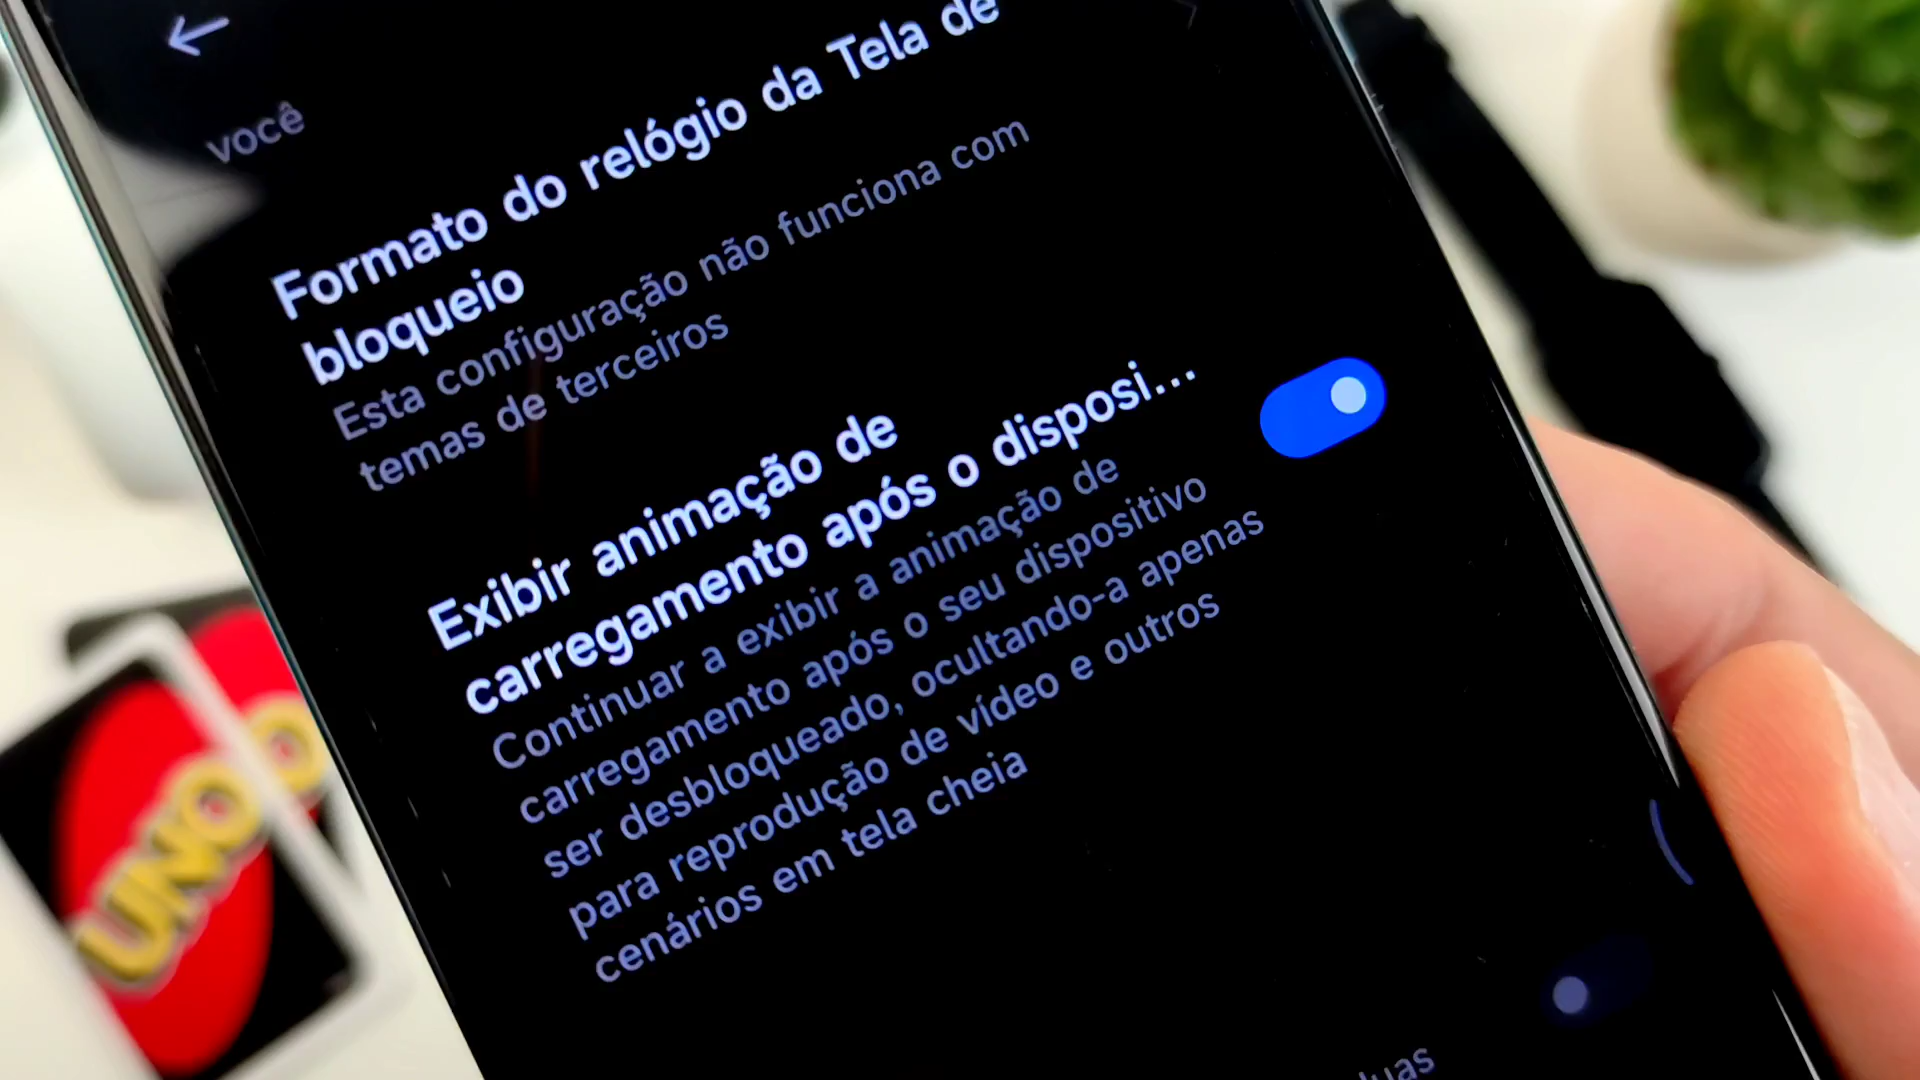 você
Formato do relógio da Tela de
bloqueio
Esta configuração não funciona com
temas de terceiros
Exibir animação de
carregamento após o disposi...
Continuar a exibir a animação de
carregamento após o seu dispositivo
ser desbloqueado, ocultando-a apenas
para reprodução de vídeo e outros
cenários em tela cheia
UNO